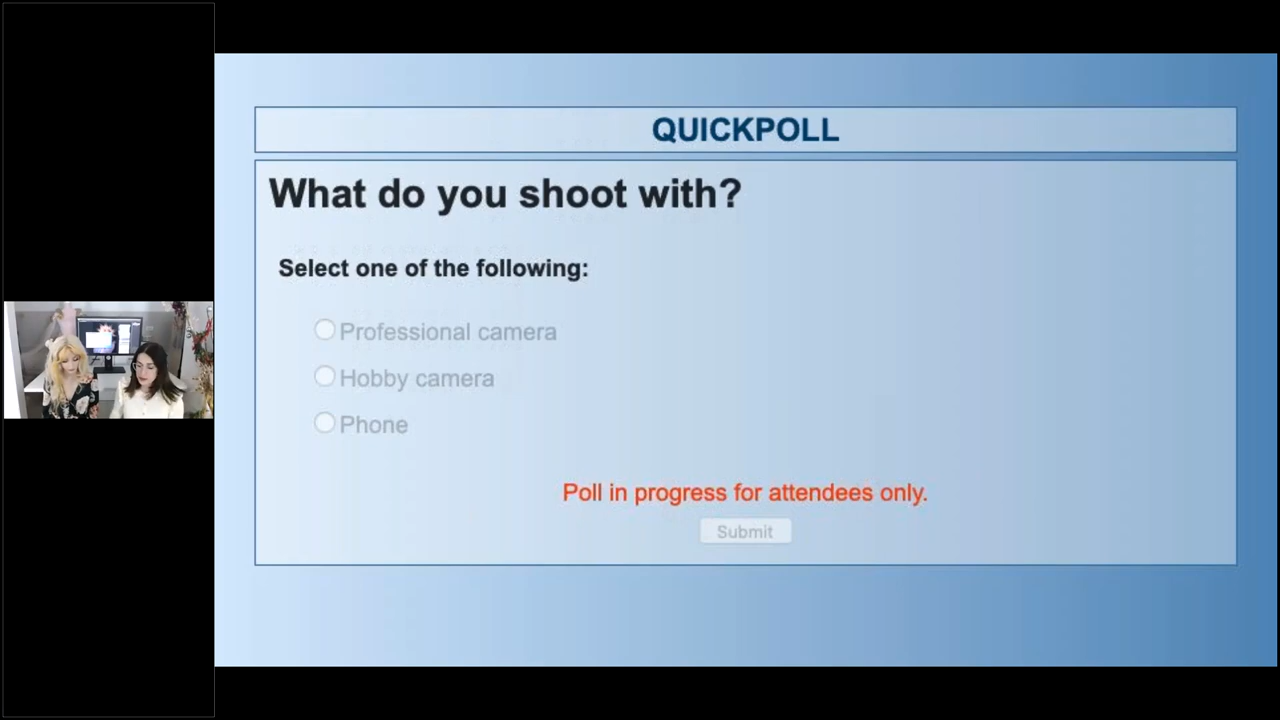 QUICKPOLL
What do you shoot with?
Select one of the following:
Professional camera
Hobby camera
Phone
Poll in progress for attendees only.
Submit